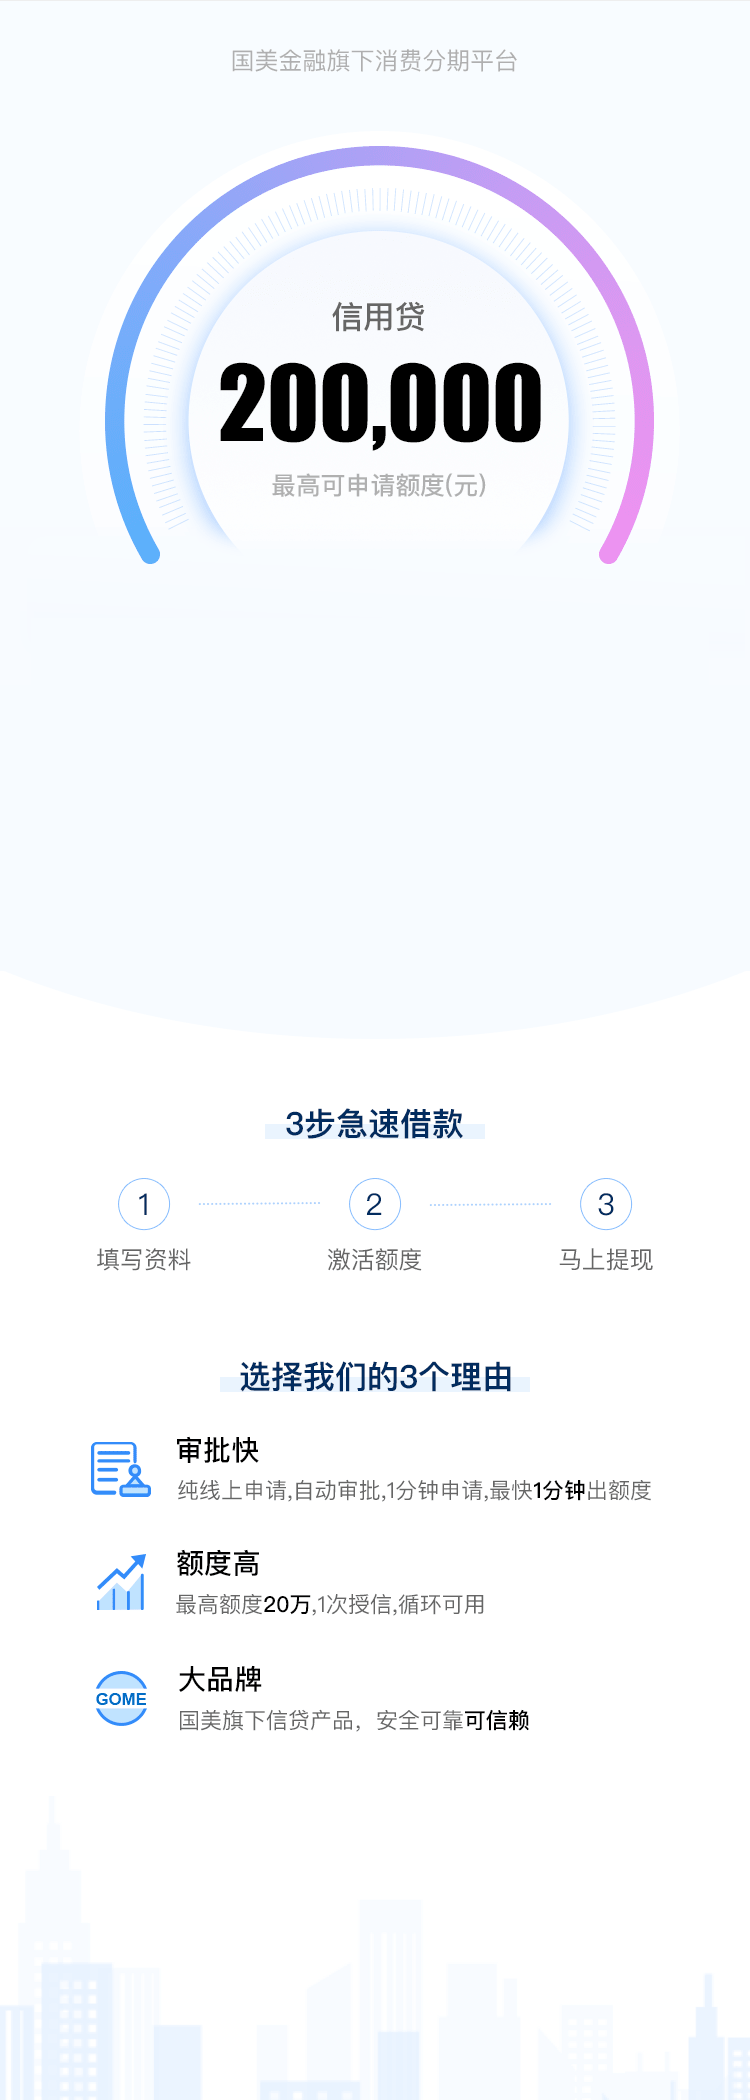 国美金融旗下消费分期平台
信用贷
200,000
最高可申请额度(元)
3步急速借款
1
2
3
填写资料
激活额度
马上提现
选择我们的3个理由
审批快
纯线上申请,自动审批,1分钟申请,最快1分钟出额度
额度高
最高额度20万,1次授信,循环可用
大品牌
GOME
国美旗下信贷产品，安全可靠可信赖